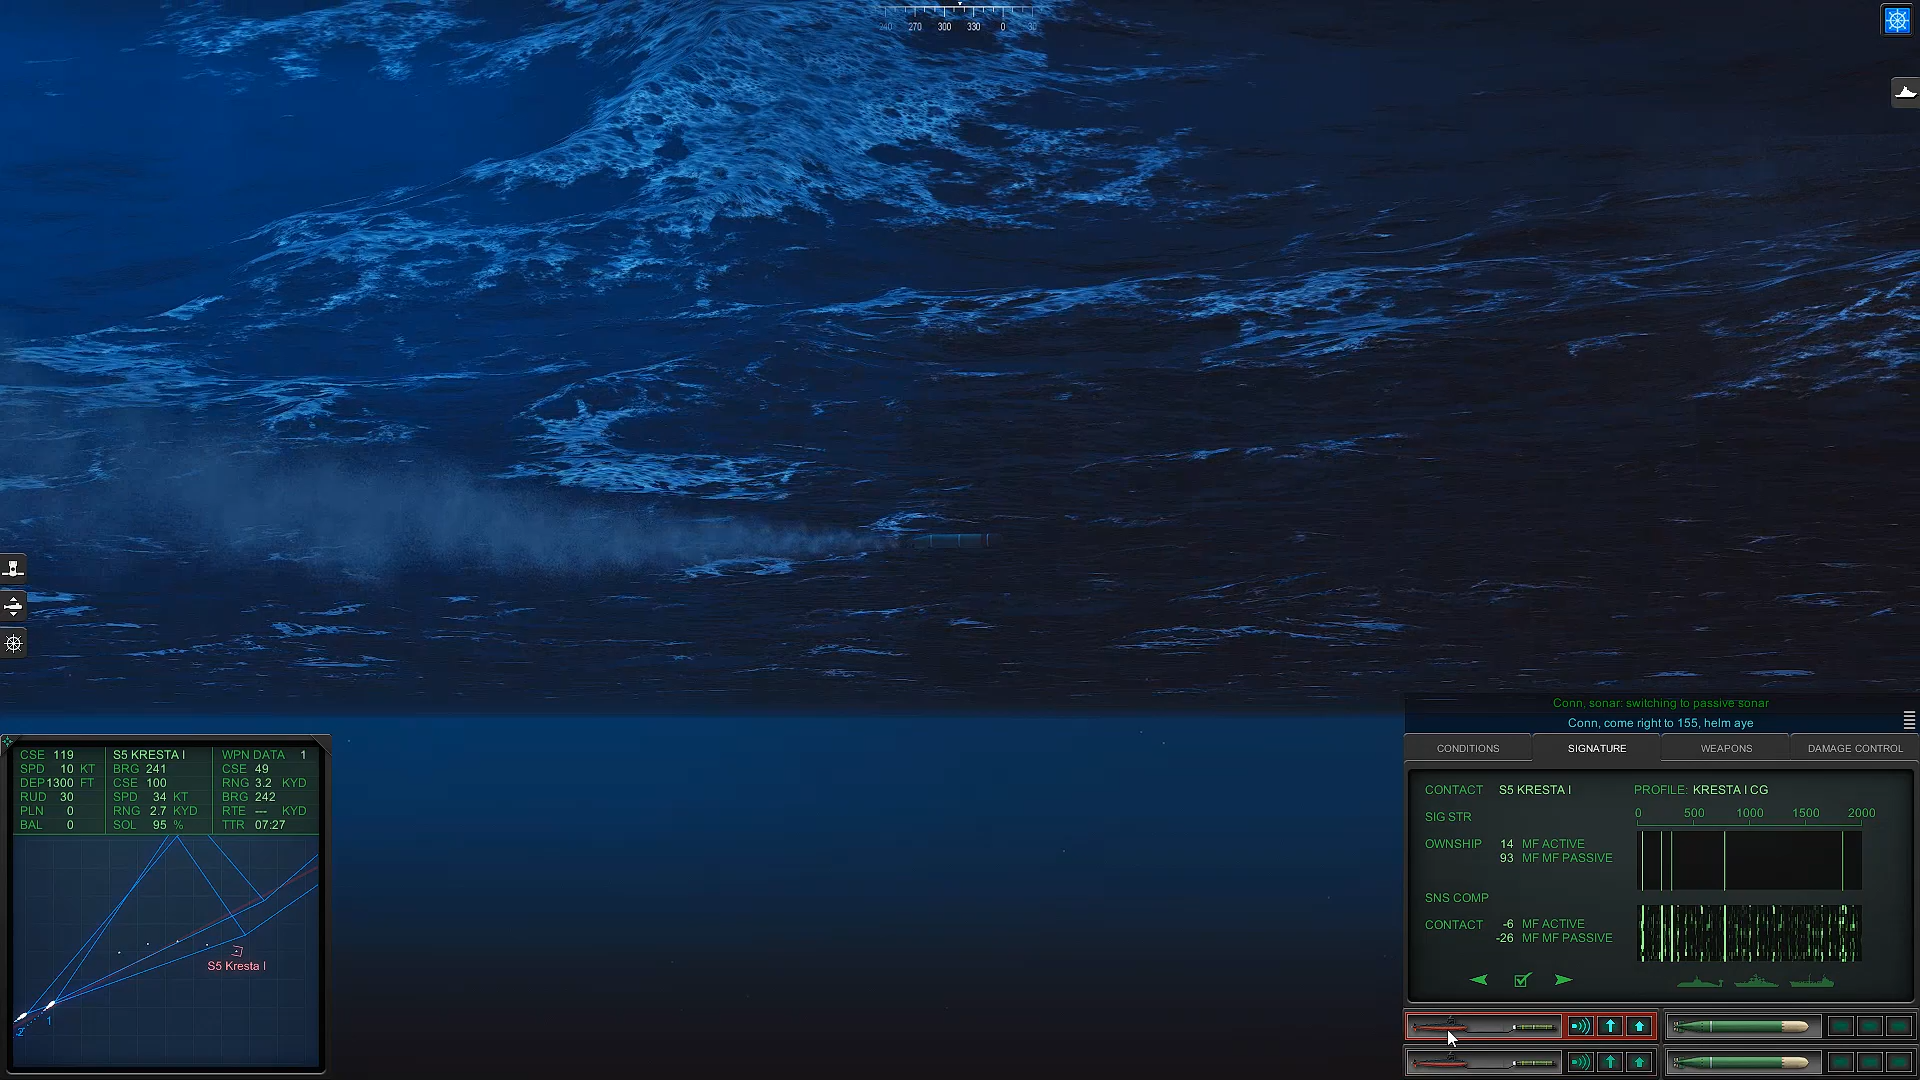 240 270 300 330 0 30
Conn, sonar: switching to passive sonar
Conn, come right to 155, helm aye
CSE 119
SPD 10 KT
DEP 1300 FT
RUD 30
PLN 0
BAL 0
S5 KRESTA I
BRG 241
CSE 100
SPD 34 KT
RNG 2.7 KYD
SOL 95 %
WPN DATA 1
CSE 49
RNG 3.2 KYD
BRG 242
RTE --- KYD
TTR 07:27
S5 Kresta I
1
2
CONDITIONS SIGNATURE WEAPONS DAMAGE CONTROL
CONTACT S5 KRESTA I PROFILE: KRESTA I CG
SIG STR
0 500 1000 1500 2000
OWNSHIP 14 MF ACTIVE
93 MF MF PASSIVE
SNS COMP
CONTACT -6 MF ACTIVE
-26 MF MF PASSIVE